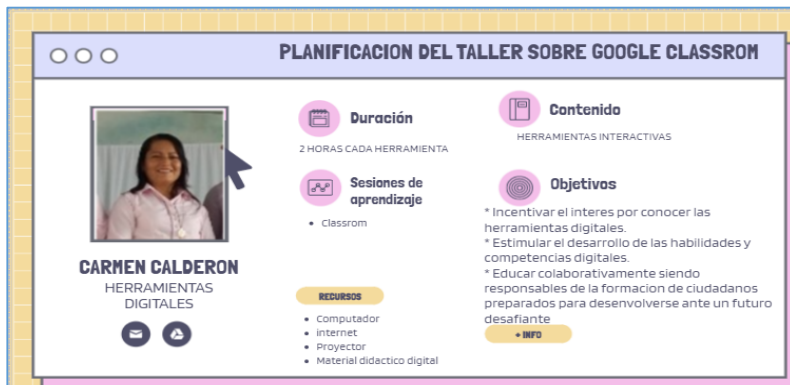 PLANIFICACION DEL TALLER SOBRE GOOGLE CLASSROM
CARMEN CALDERON
HERRAMIENTAS
DIGITALES
Duración
2 HORAS CADA HERRAMIENTA
Sesiones de
aprendizaje
• Classrom
RECURSOS
• Computador
• internet
• Proyector
• Material didactico digital
Contenido
HERRAMIENTAS INTERACTIVAS
Objetivos
* Incentivar el interes por conocer las
herramientas digitales.
* Estimular el desarrollo de las habilidades y
competencias digitales.
* Educar colaborativamente siendo
responsables de la formacion de ciudadanos
preparados para desenvolverse ante un futuro
desafiante
+ INFO